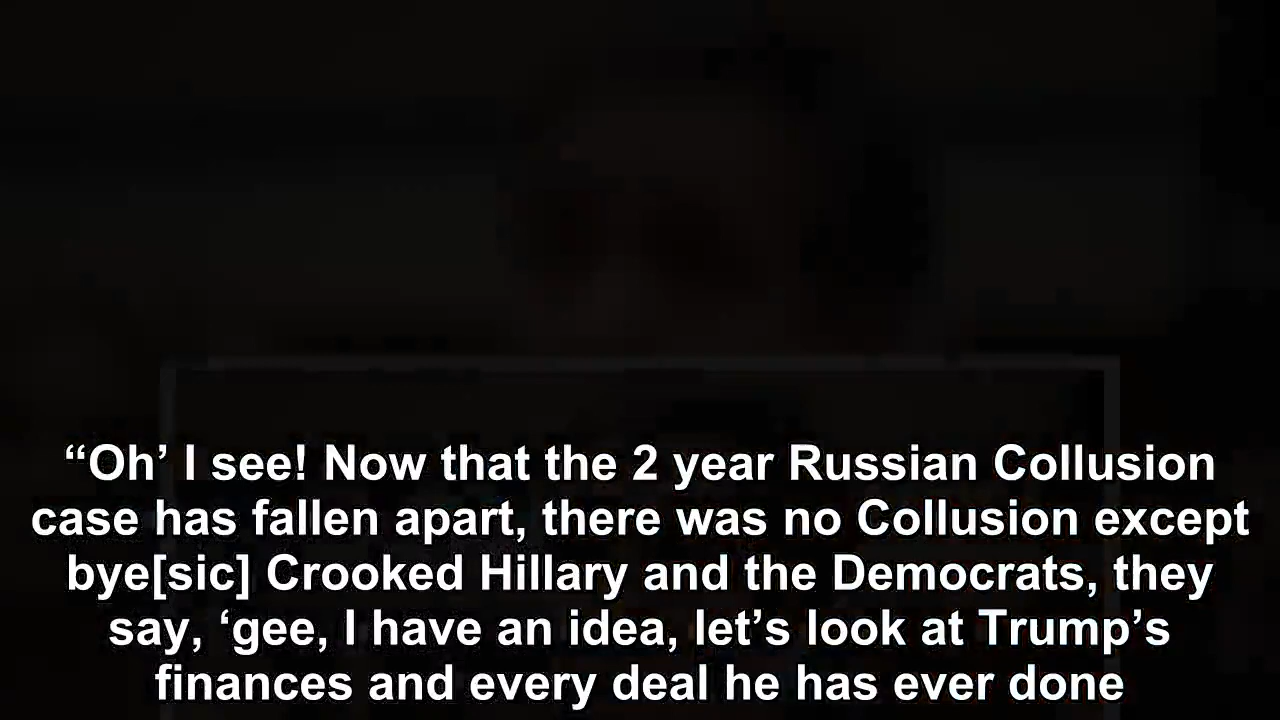 “Oh’ I see! Now that the 2 year Russian Collusion
case has fallen apart, there was no Collusion except
bye[sic] Crooked Hillary and the Democrats, they
say, ‘gee, I have an idea, let’s look at Trump’s
finances and every deal he has ever done